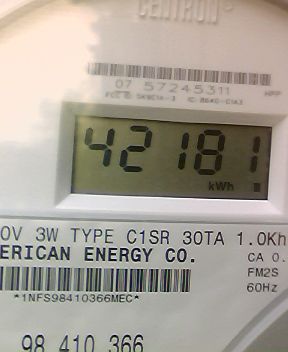 CENTRON
07 57245311
42181
kWh
0V 3W TYPE C1SR 30TA 1.0Kh
ERICAN ENERGY CO.
CA 0.
FM2S
60Hz
*1NFS98410366MEC*
98 410 366